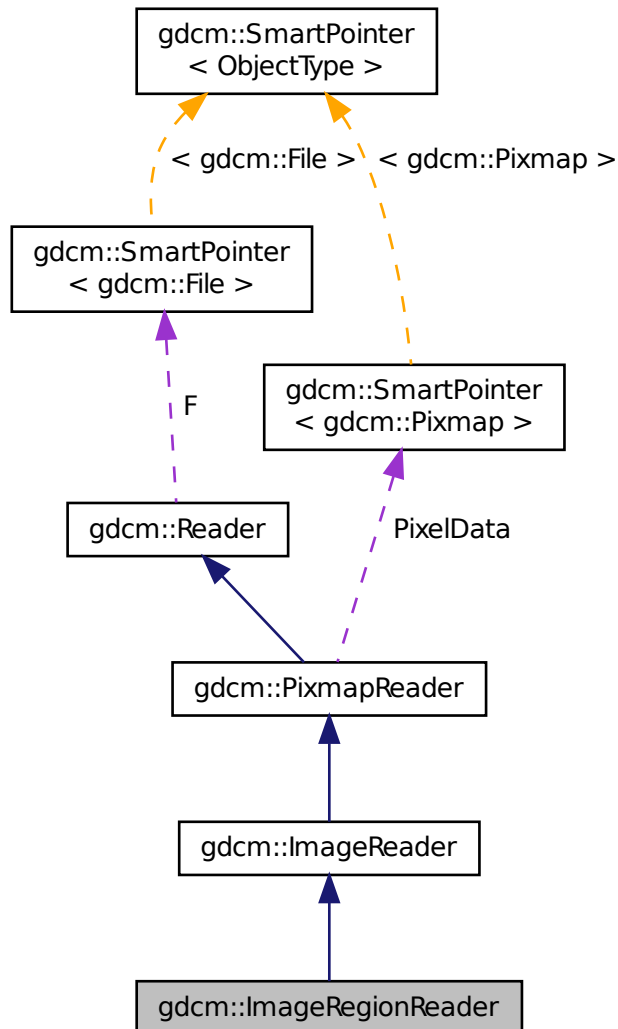 gdcm::SmartPointer
< ObjectType >
< gdcm::File >
< gdcm::Pixmap >
gdcm::SmartPointer
< gdcm::File >
gdcm::SmartPointer
< gdcm::Pixmap >
F
gdcm::Reader
PixelData
gdcm::PixmapReader
gdcm::ImageReader
gdcm::ImageRegionReader